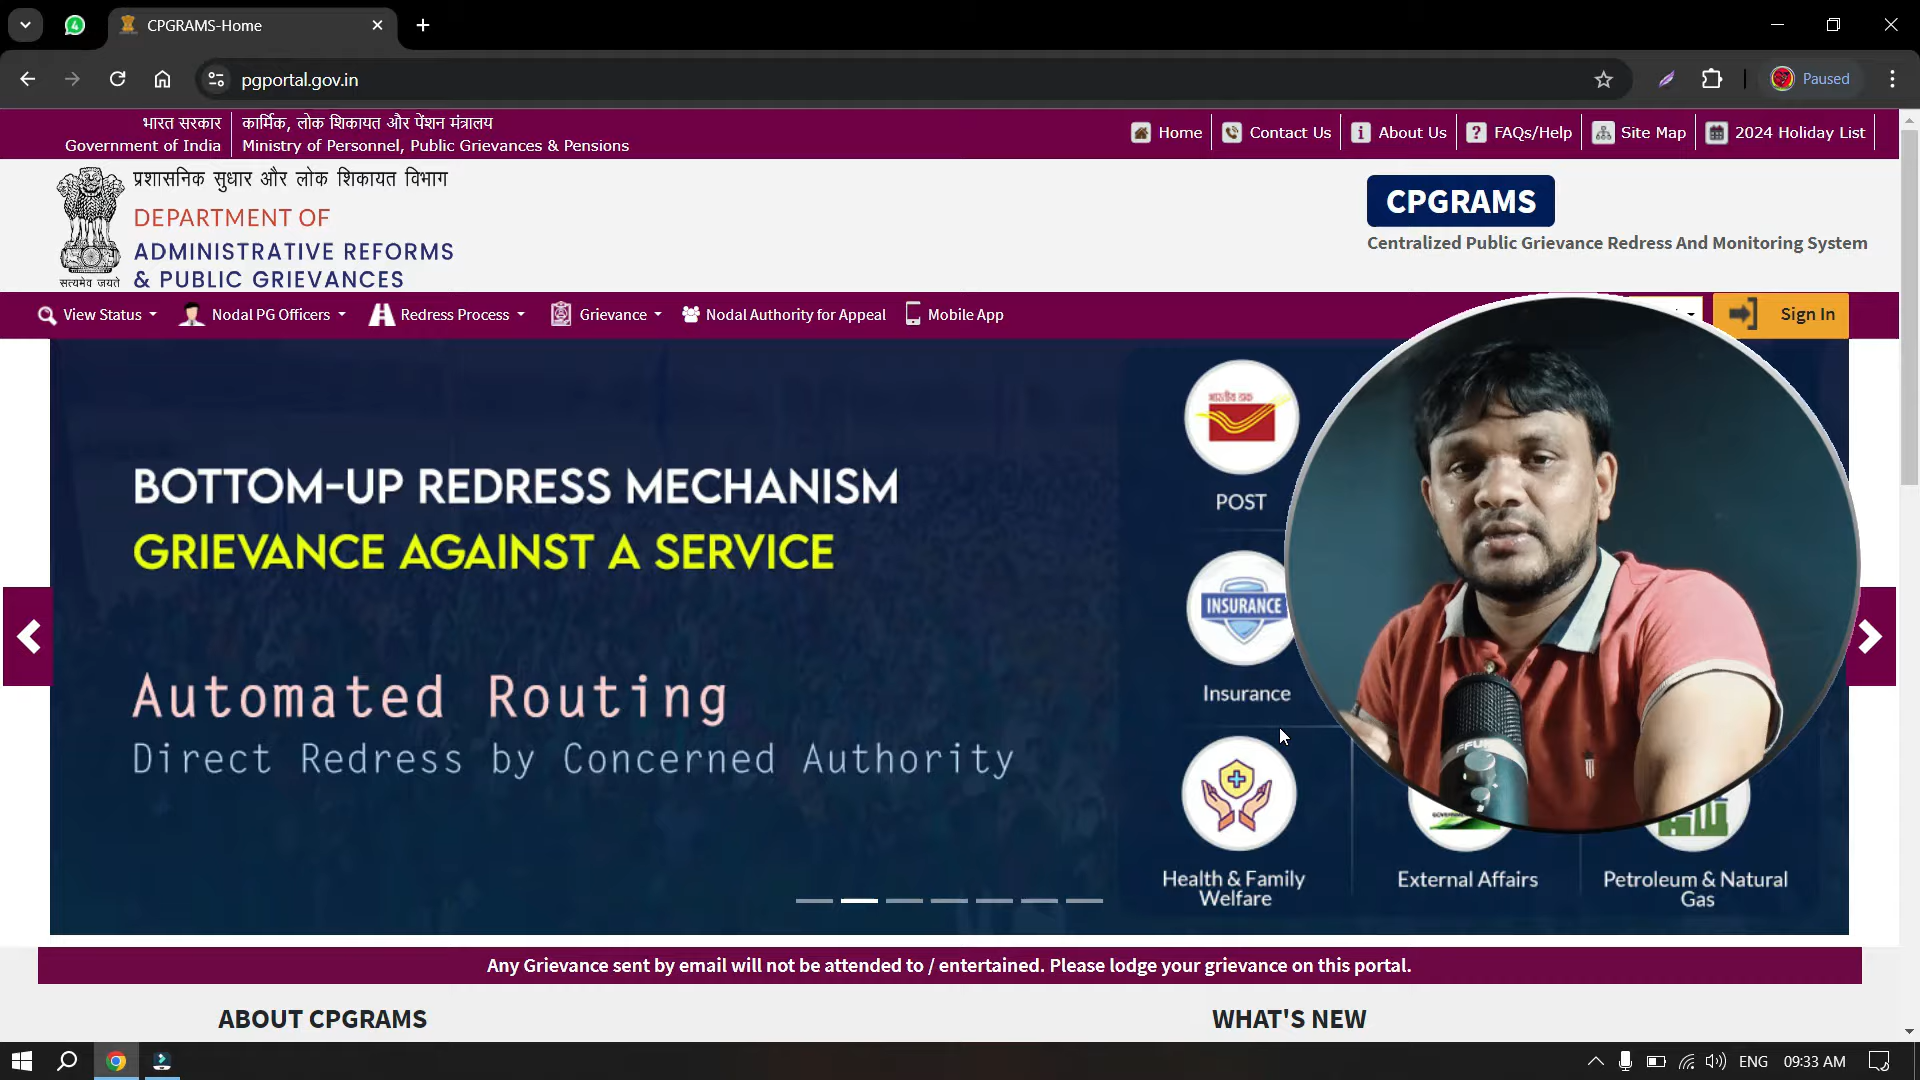 CPGRAMS-Home
pgportal.gov.in
Paused
भारत सरकार
Government of India
कार्मिक, लोक शिकायत और पेंशन मंत्रालय
Ministry of Personnel, Public Grievances & Pensions
Home
Contact Us
About Us
FAQs/Help
Site Map
2024 Holiday List
प्रशासनिक सुधार और लोक शिकायत विभाग
DEPARTMENT OF
ADMINISTRATIVE REFORMS
& PUBLIC GRIEVANCES
सत्यमेव जयते
CPGRAMS
Centralized Public Grievance Redress And Monitoring System
View Status
Nodal PG Officers
Redress Process
Grievance
Nodal Authority for Appeal
Mobile App
Sign In
BOTTOM-UP REDRESS MECHANISM
GRIEVANCE AGAINST A SERVICE
Automated Routing
Direct Redress by Concerned Authority
भारतीय डाक
POST
INSURANCE
Insurance
Health & Family
Welfare
External Affairs
Petroleum & Natural
Gas
Any Grievance sent by email will not be attended to / entertained. Please lodge your grievance on this portal.
ABOUT CPGRAMS
WHAT'S NEW
ENG
09:33 AM